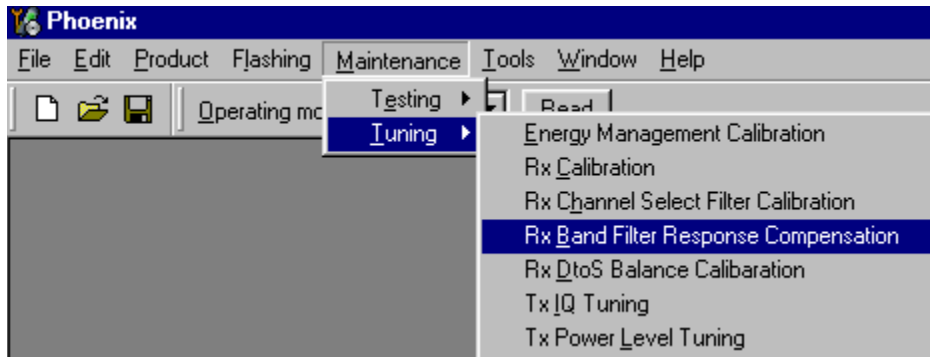 Phoenix
File Edit Product Flashing Maintenance Tools Window Help
Operating mo
Testing
Read
Tuning
Energy Management Calibration
Rx Calibration
Rx Channel Select Filter Calibration
Rx Band Filter Response Compensation
Rx DtoS Balance Calibaration
Tx IQ Tuning
Tx Power Level Tuning